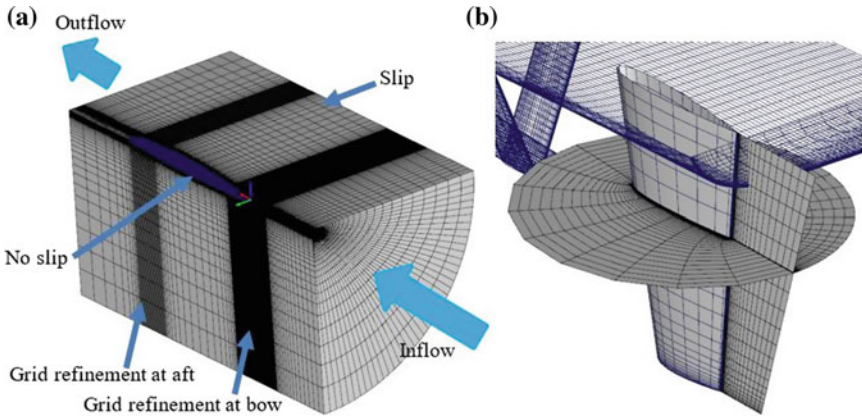 (a)
Outflow
Slip
No slip
Inflow
Grid refinement at aft
Grid refinement at bow
(b)